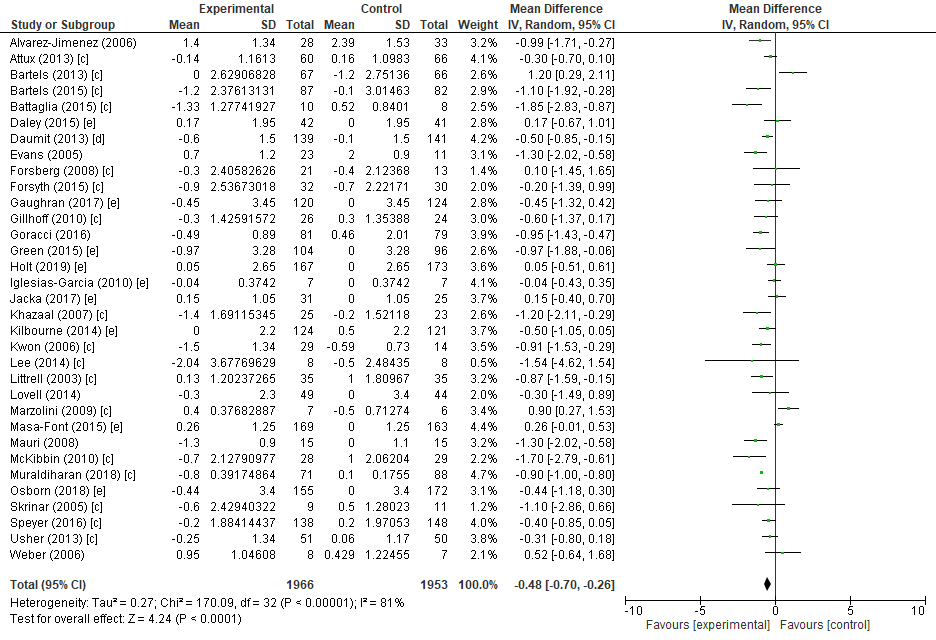 Experimental Control Mean Difference Mean Difference
Study or Subgroup Mean SD Total Mean SD Total Weight IV, Random, 95% CI IV, Random, 95% CI
Alvarez-Jimenez (2006) 1.4 1.34 28 2.39 1.53 33 3.2% -0.99 [-1.71, -0.27]
Attux (2013) [c] -0.14 1.1613 60 0.16 1.0983 66 4.2% -0.30 [-0.70, 0.10]
Bartels (2013) [c] 0 2.62906828 67 -1.2 2.75136 66 2.6% 1.20 [0.29, 2.11]
Bartels (2015) [c] -1.2 2.37613131 87 -0.1 3.01463 82 2.9% -1.10 [-1.92, -0.28]
Battaglia (2015) [c] -1.33 1.27741927 10 0.52 0.8401 8 2.5% -1.85 [-2.83, -0.87]
Daley (2015) [e] 0.17 1.95 42 0 1.95 41 2.8% 0.17 [-0.67, 1.01]
Daumit (2013) [d] -0.6 1.5 139 -0.1 1.5 141 4.4% -0.50 [-0.85, -0.15]
Evans (2005) 0.7 1.2 23 2 0.9 11 3.2% -1.30 [-2.02, -0.58]
Forsberg (2008) [c] -0.3 2.40582626 21 -0.4 2.12368 13 1.4% 0.10 [-1.45, 1.65]
Forsyth (2015) [c] -0.9 2.53673018 32 -0.7 2.22171 30 2.0% -0.20 [-1.39, 0.99]
Gaughran (2017) [e] -0.45 3.45 120 0 3.45 124 2.7% -0.45 [-1.32, 0.42]
Gillhoff (2010) [c] -0.3 1.42591572 26 0.3 1.35388 24 3.0% -0.60 [-1.37, 0.17]
Goracci (2016) -0.49 0.89 81 0.46 2.01 79 4.0% -0.95 [-1.43, -0.47]
Green (2015) [e] -0.97 3.28 104 0 3.28 96 2.6% -0.97 [-1.88, -0.06]
Holt (2019) [e] 0.05 2.65 167 0 2.65 173 3.7% 0.05 [-0.51, 0.61]
Iglesias-Garcia (2010) [e] -0.04 0.3742 7 0 0.3742 7 4.2% -0.04 [-0.43, 0.35]
Jacka (2017) [e] 0.15 1.05 31 0 1.05 25 3.7% 0.15 [-0.40, 0.70]
Khazaal (2007) [c] -1.4 1.69115345 25 -0.2 1.52118 23 2.6% -1.20 [-2.11, -0.29]
Kilbourne (2014) [e] 0 2.2 124 0.5 2.2 121 3.7% -0.50 [-1.05, 0.05]
Kwon (2006) [c] -1.5 1.34 29 -0.59 0.73 14 3.5% -0.91 [-1.53, -0.29]
Lee (2014) [c] -2.04 3.67769629 8 -0.5 2.48435 8 0.5% -1.54 [-4.62, 1.54]
Littrell (2003) [c] 0.13 1.20237265 35 1 1.80967 35 3.2% -0.87 [-1.59, -0.15]
Lovell (2014) -0.3 2.3 49 0 3.4 44 2.0% -0.30 [-1.49, 0.89]
Marzolini (2009) [c] 0.4 0.37682887 7 -0.5 0.71274 6 3.4% 0.90 [0.27, 1.53]
Masa-Font (2015) [e] 0.26 1.25 169 0 1.25 163 4.5% 0.26 [-0.01, 0.53]
Mauri (2008) -1.3 0.9 15 0 1.1 15 3.2% -1.30 [-2.02, -0.58]
McKibbin (2010) [c] -0.7 2.12790977 28 1 2.06204 29 2.2% -1.70 [-2.79, -0.61]
Muraldiharan (2018) [c] -0.8 0.39174864 71 0.1 0.1755 88 4.7% -0.90 [-1.00, -0.80]
Osborn (2018) [e] -0.44 3.4 155 0 3.4 172 3.1% -0.44 [-1.18, 0.30]
Skrinar (2005) [c] -0.6 2.42940322 9 0.5 1.28023 11 1.2% -1.10 [-2.86, 0.66]
Speyer (2016) [c] -0.2 1.88414437 138 0.2 1.97053 148 4.1% -0.40 [-0.85, 0.05]
Usher (2013) [c] -0.25 1.34 51 0.06 1.17 50 4.0% -0.31 [-0.80, 0.18]
Weber (2006) 0.95 1.04608 8 0.429 1.22455 7 2.1% 0.52 [-0.64, 1.68]
Total (95% CI) 1966 1953 100.0% -0.48 [-0.70, -0.26]
Heterogeneity: Tau² = 0.27; Chi² = 170.09, df = 32 (P < 0.00001); I² = 81%
Test for overall effect: Z = 4.24 (P < 0.0001)
-10 -5 0 5 10
Favours [experimental] Favours [control]